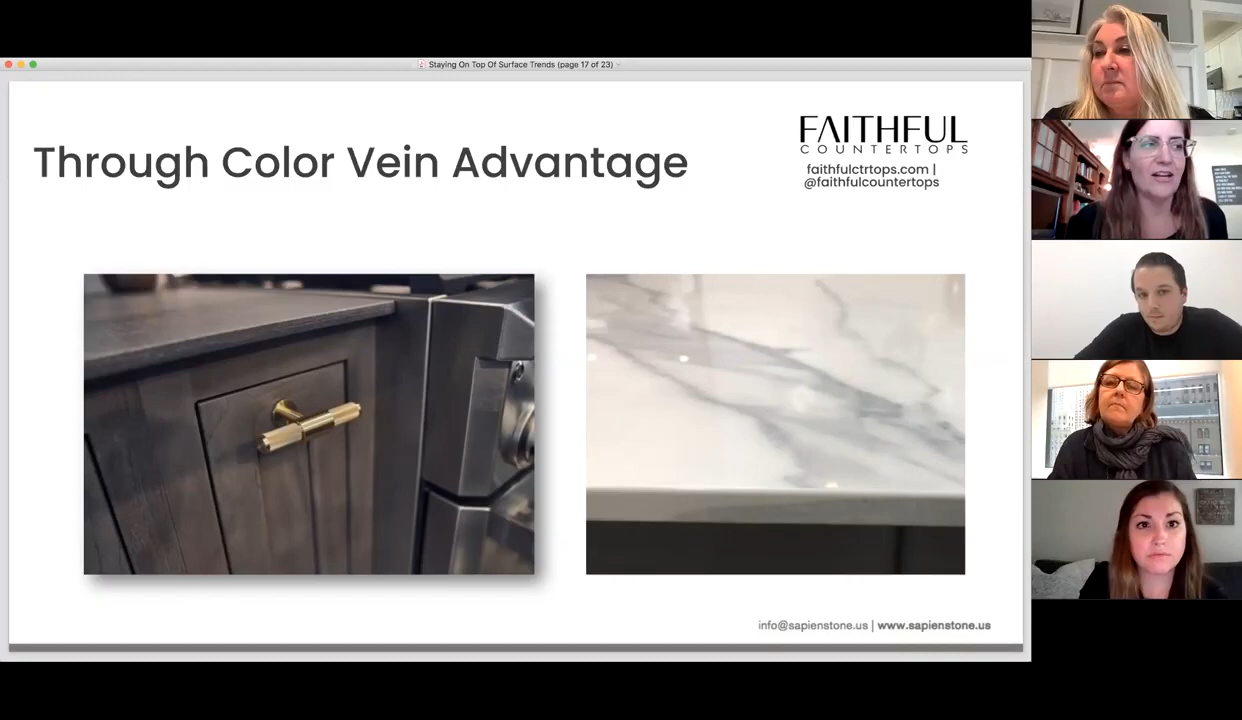 Staying On Top Of Surface Trends (page 17 of 23)
Through Color Vein Advantage
FAITHFUL
COUNTERTOPS
faithfulctrtops.com |
@faithfulcountertops
info@sapienstone.us | www.sapienstone.us